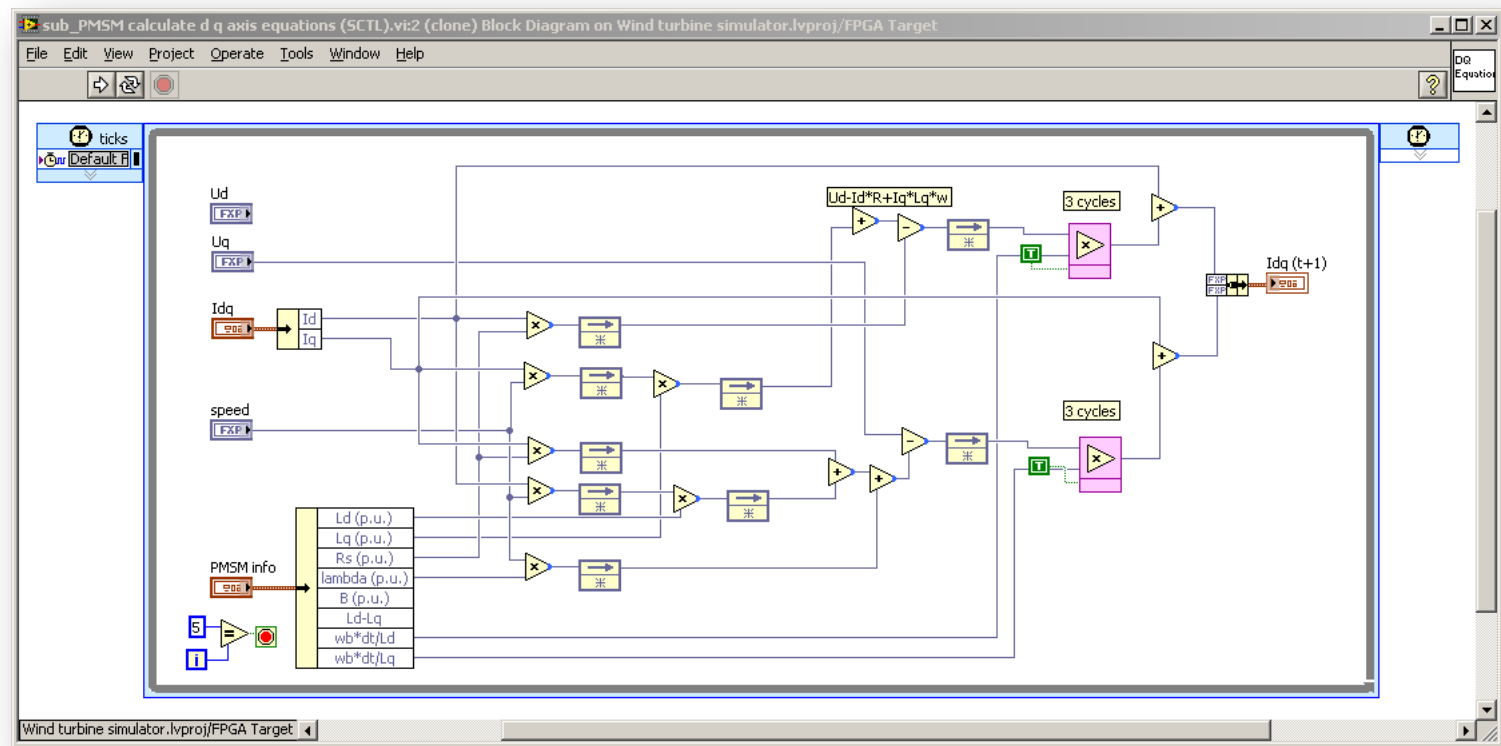 sub_PMSM calculate d q axis equations (SCTL).vi:2 (clone) Block Diagram on Wind turbine simulator.lvproj/FPGA Target
File Edit View Project Operate Tools Window Help
?
DQ
Equation
ticks
Default F
Ud
FXP
Uq
FXP
Idq
Id
Iq
speed
FXP
PMSM info
Ld (p.u.)
Lq (p.u.)
Rs (p.u.)
lambda (p.u.)
B (p.u.)
Ld-Lq
wb*dt/Ld
wb*dt/Lq
5
=
i
Ud-Id*R+Iq*Lq*w
3 cycles
T
3 cycles
T
FXP
FXP
Idq (t+1)
Wind turbine simulator.lvproj/FPGA Target